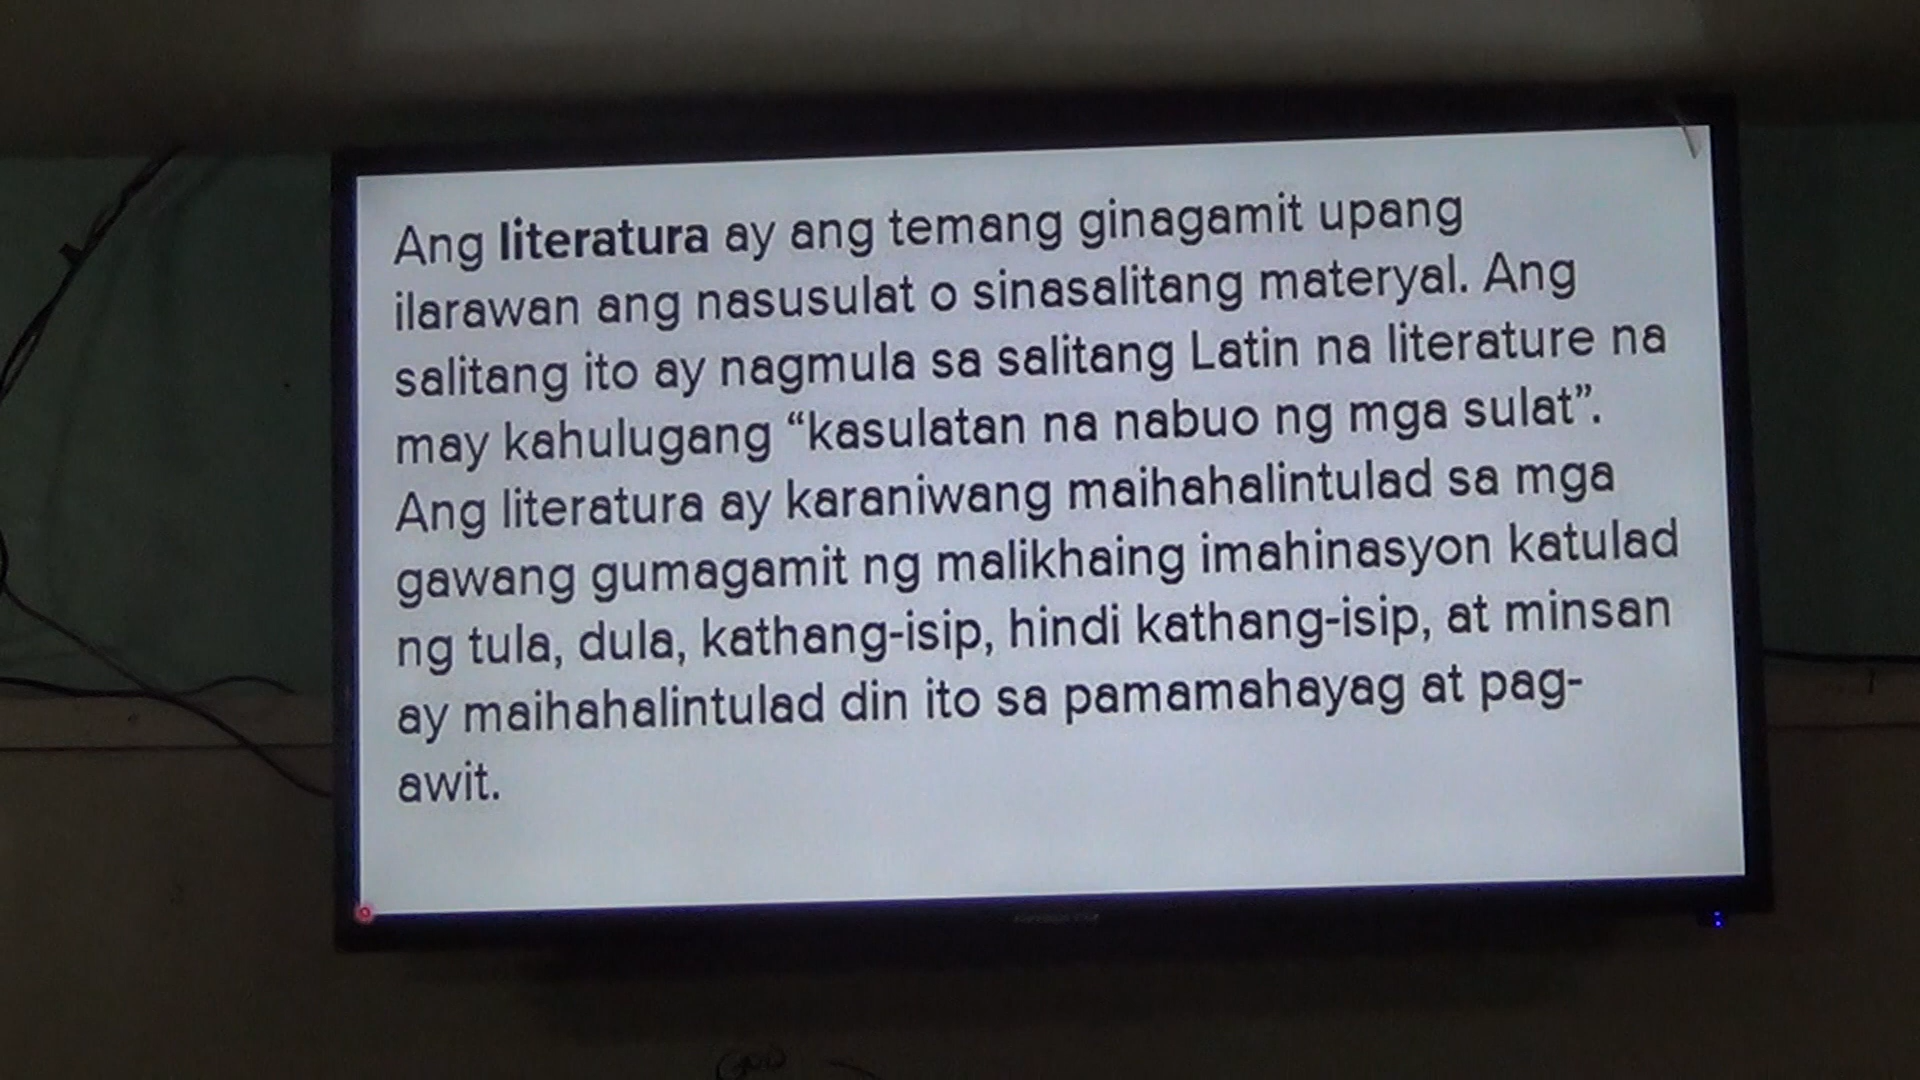 Ang literatura ay ang temang ginagamit upang
ilarawan ang nasusulat o sinasalitang materyal. Ang
salitang ito ay nagmula sa salitang Latin na literature na
may kahulugang “kasulatan na nabuo ng mga sulat”.
Ang literatura ay karaniwang maihahalintulad sa mga
gawang gumagamit ng malikhaing imahinasyon katulad
ng tula, dula, kathang-isip, hindi kathang-isip, at minsan
ay maihahalintulad din ito sa pamamahayag at pag-
awit.